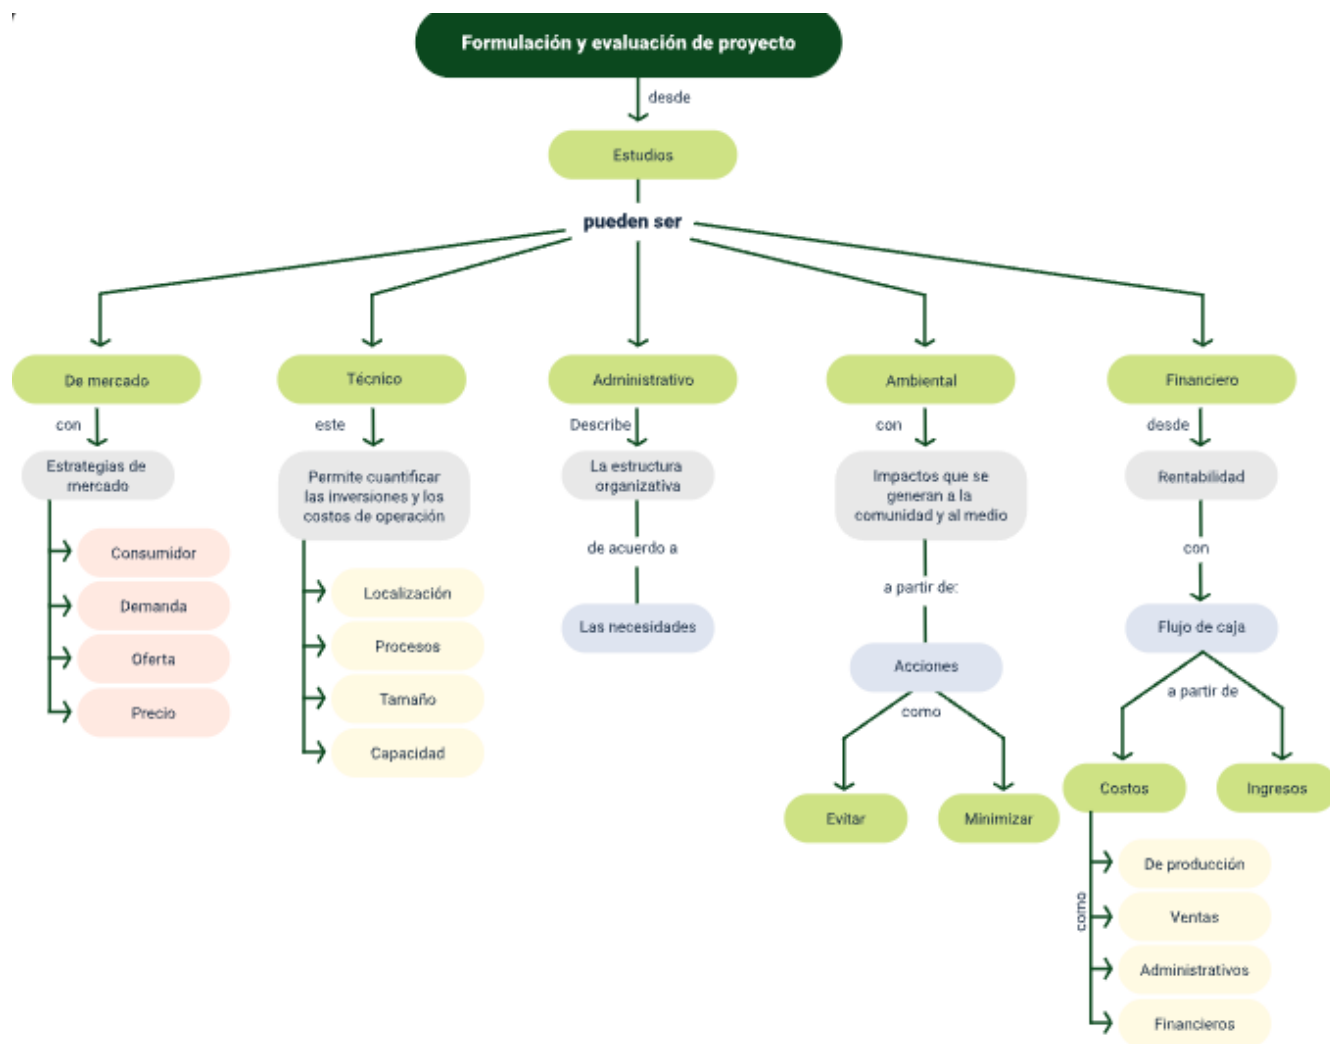 Formulación y evaluación de proyecto
desde
Estudios
pueden ser
De mercado
con
Estrategias de
mercado
Consumidor
Demanda
Oferta
Precio
Técnico
este
Permite cuantificar
las inversiones y los
costos de operación
Localización
Procesos
Tamaño
Capacidad
Administrativo
Describe
La estructura
organizativa
de acuerdo a
Las necesidades
Ambiental
con
Impactos que se
generan a la
comunidad y al medio
a partir de:
Acciones
como
Evitar
Minimizar
Financiero
desde
Rentabilidad
con
Flujo de caja
a partir de
Costos
Ingresos
como
De producción
Ventas
Administrativos
Financieros